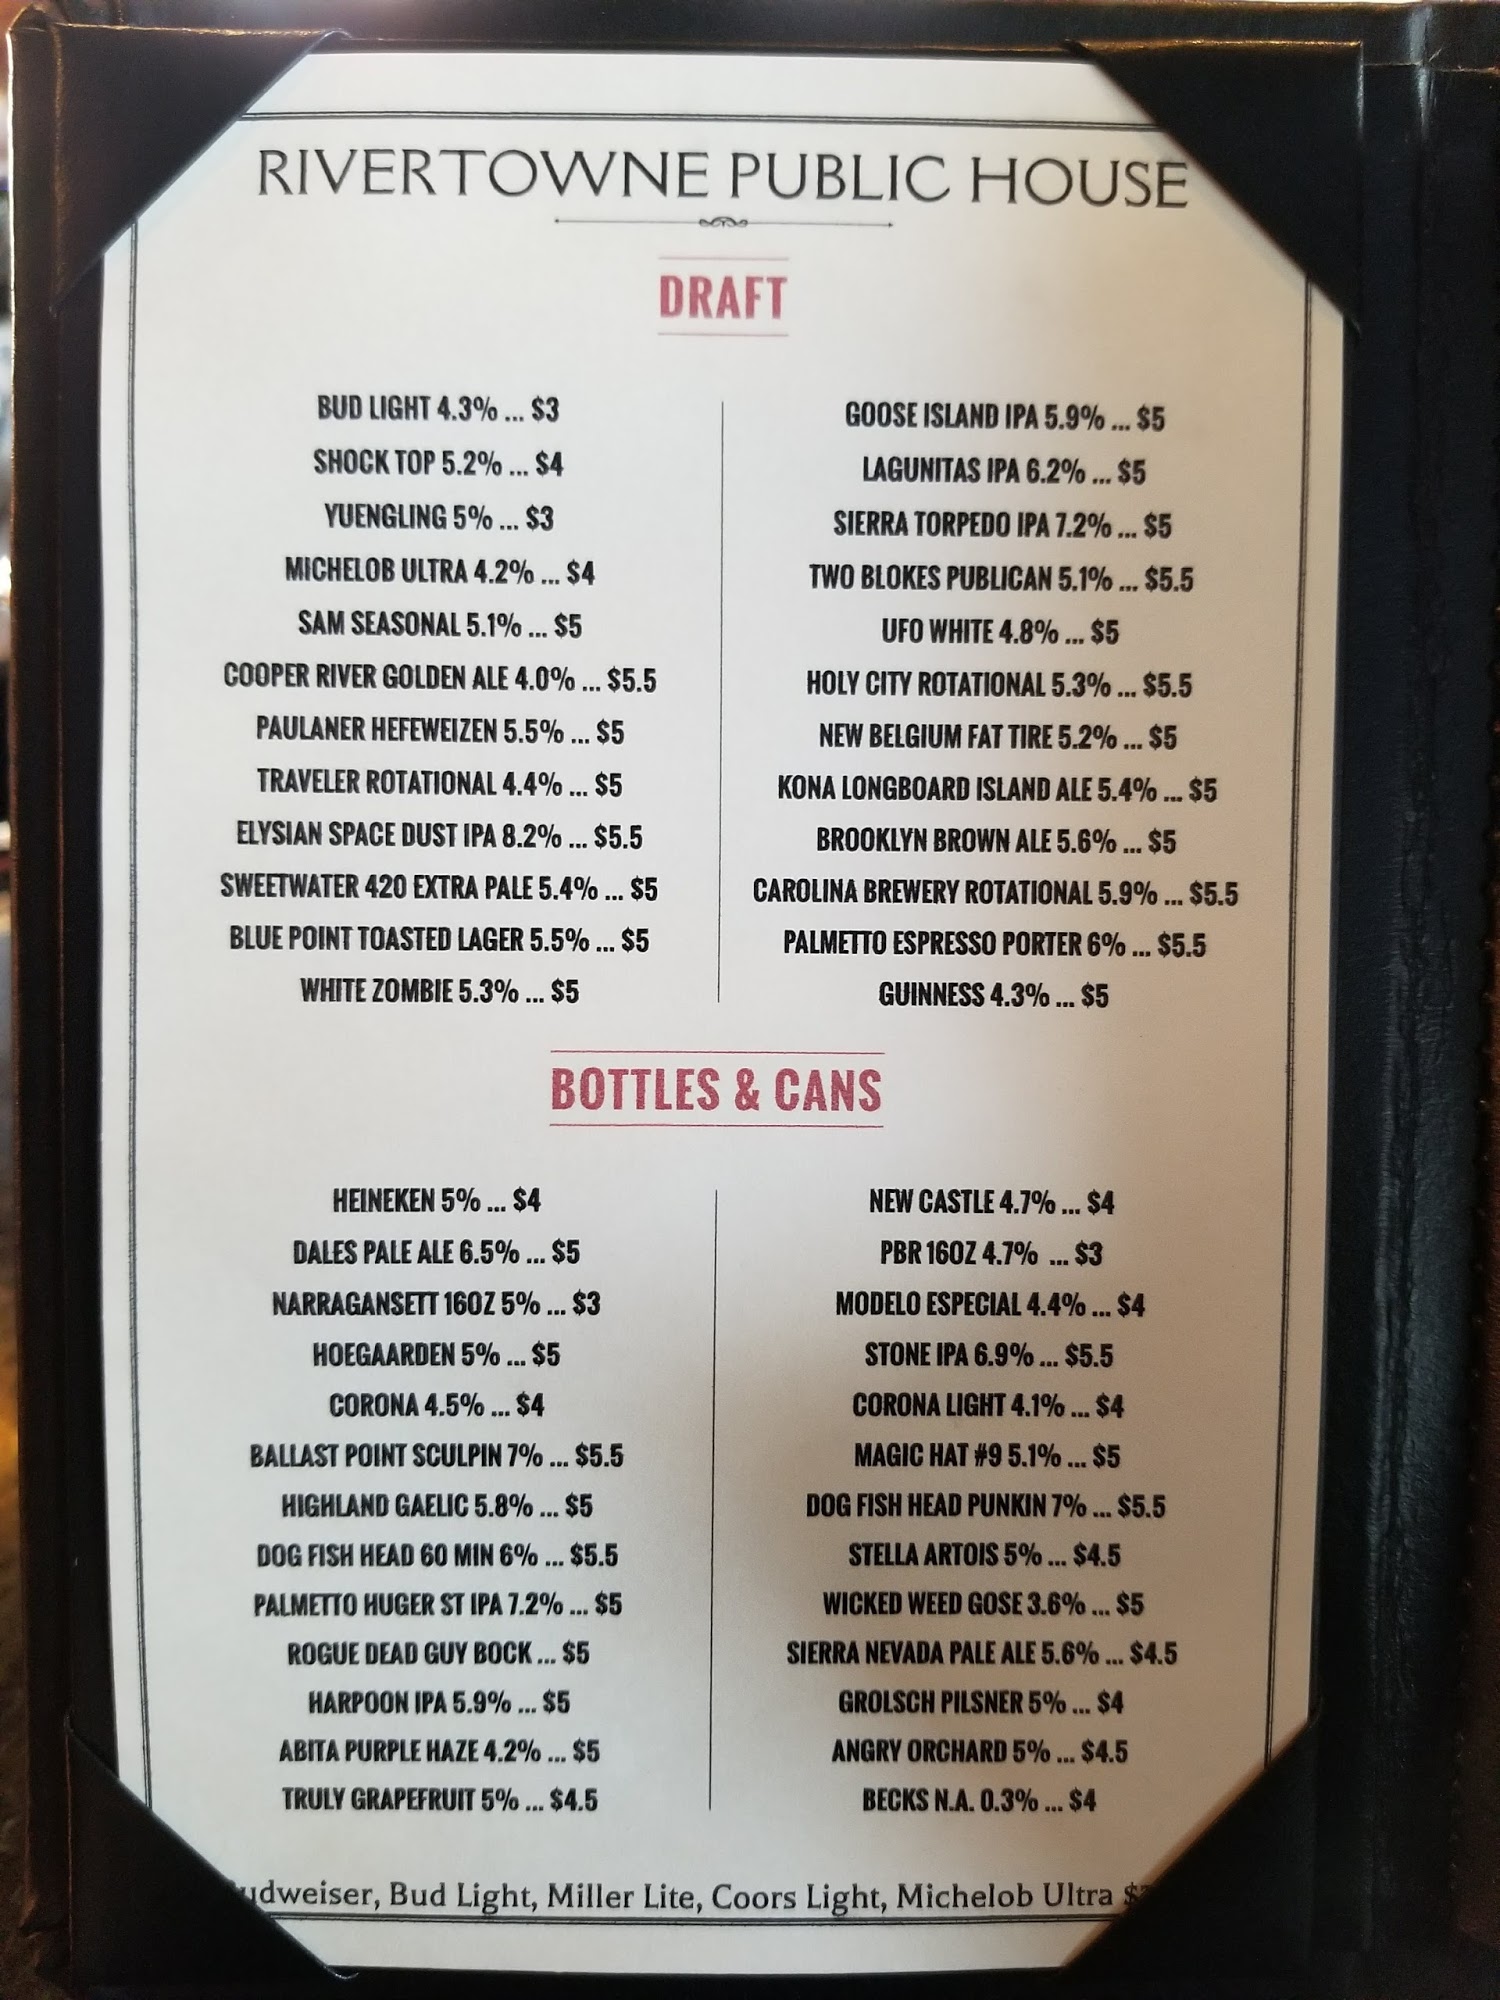 RIVERTOWNE PUBLIC HOUSE
DRAFT
BUD LIGHT 4.3% ... $3
SHOCK TOP 5.2% ... $4
YUENGLING 5% ... $3
MICHELOB ULTRA 4.2% ... $4
SAM SEASONAL 5.1% ... $5
COOPER RIVER GOLDEN ALE 4.0% ... $5.5
PAULANER HEFEWEIZEN 5.5% ... $5
TRAVELER ROTATIONAL 4.4% ... $5
ELYSIAN SPACE DUST IPA 8.2% ... $5.5
SWEETWATER 420 EXTRA PALE 5.4% ... $5
BLUE POINT TOASTED LAGER 5.5% ... $5
WHITE ZOMBIE 5.3% ... $5
GOOSE ISLAND IPA 5.9% ... $5
LAGUNITAS IPA 6.2% ... $5
SIERRA TORPEDO IPA 7.2% ... $5
TWO BLOKES PUBLICAN 5.1% ... $5.5
UFO WHITE 4.8% ... $5
HOLY CITY ROTATIONAL 5.3% ... $5.5
NEW BELGIUM FAT TIRE 5.2% ... $5
KONA LONGBOARD ISLAND ALE 5.4% ... $5
BROOKLYN BROWN ALE 5.6% ... $5
CAROLINA BREWERY ROTATIONAL 5.9% ... $5.5
PALMETTO ESPRESSO PORTER 6% ... $5.5
GUINNESS 4.3% ... $5
BOTTLES & CANS
HEINEKEN 5% ... $4
DALES PALE ALE 6.5% ... $5
NARRAGANSETT 16OZ 5% ... $3
HOEGAARDEN 5% ... $5
CORONA 4.5% ... $4
BALLAST POINT SCULPIN 7% ... $5.5
HIGHLAND GAELIC 5.8% ... $5
DOG FISH HEAD 60 MIN 6% ... $5.5
PALMETTO HUGER ST IPA 7.2% ... $5
ROGUE DEAD GUY BOCK ... $5
HARPOON IPA 5.9% ... $5
ABITA PURPLE HAZE 4.2% ... $5
TRULY GRAPEFRUIT 5% ... $4.5
NEW CASTLE 4.7% ... $4
PBR 16OZ 4.7% ... $3
MODELO ESPECIAL 4.4% ... $4
STONE IPA 6.9% ... $5.5
CORONA LIGHT 4.1% ... $4
MAGIC HAT #9 5.1% ... $5
DOG FISH HEAD PUNKIN 7% ... $5.5
STELLA ARTOIS 5% ... $4.5
WICKED WEED GOSE 3.6% ... $5
SIERRA NEVADA PALE ALE 5.6% ... $4.5
GROLSCH PILSNER 5% ... $4
ANGRY ORCHARD 5% ... $4.5
BECKS N.A. 0.3% ... $4
udweiser, Bud Light, Miller Lite, Coors Light, Michelob Ultra